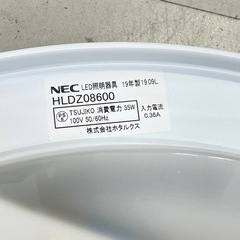 NEC LED照明器具 19年製 19.09L
HLDZ08600
TSUJIKO 消費電力 35W 入力電流
100V 50/60Hz 0.36A
株式会社ホタルクス